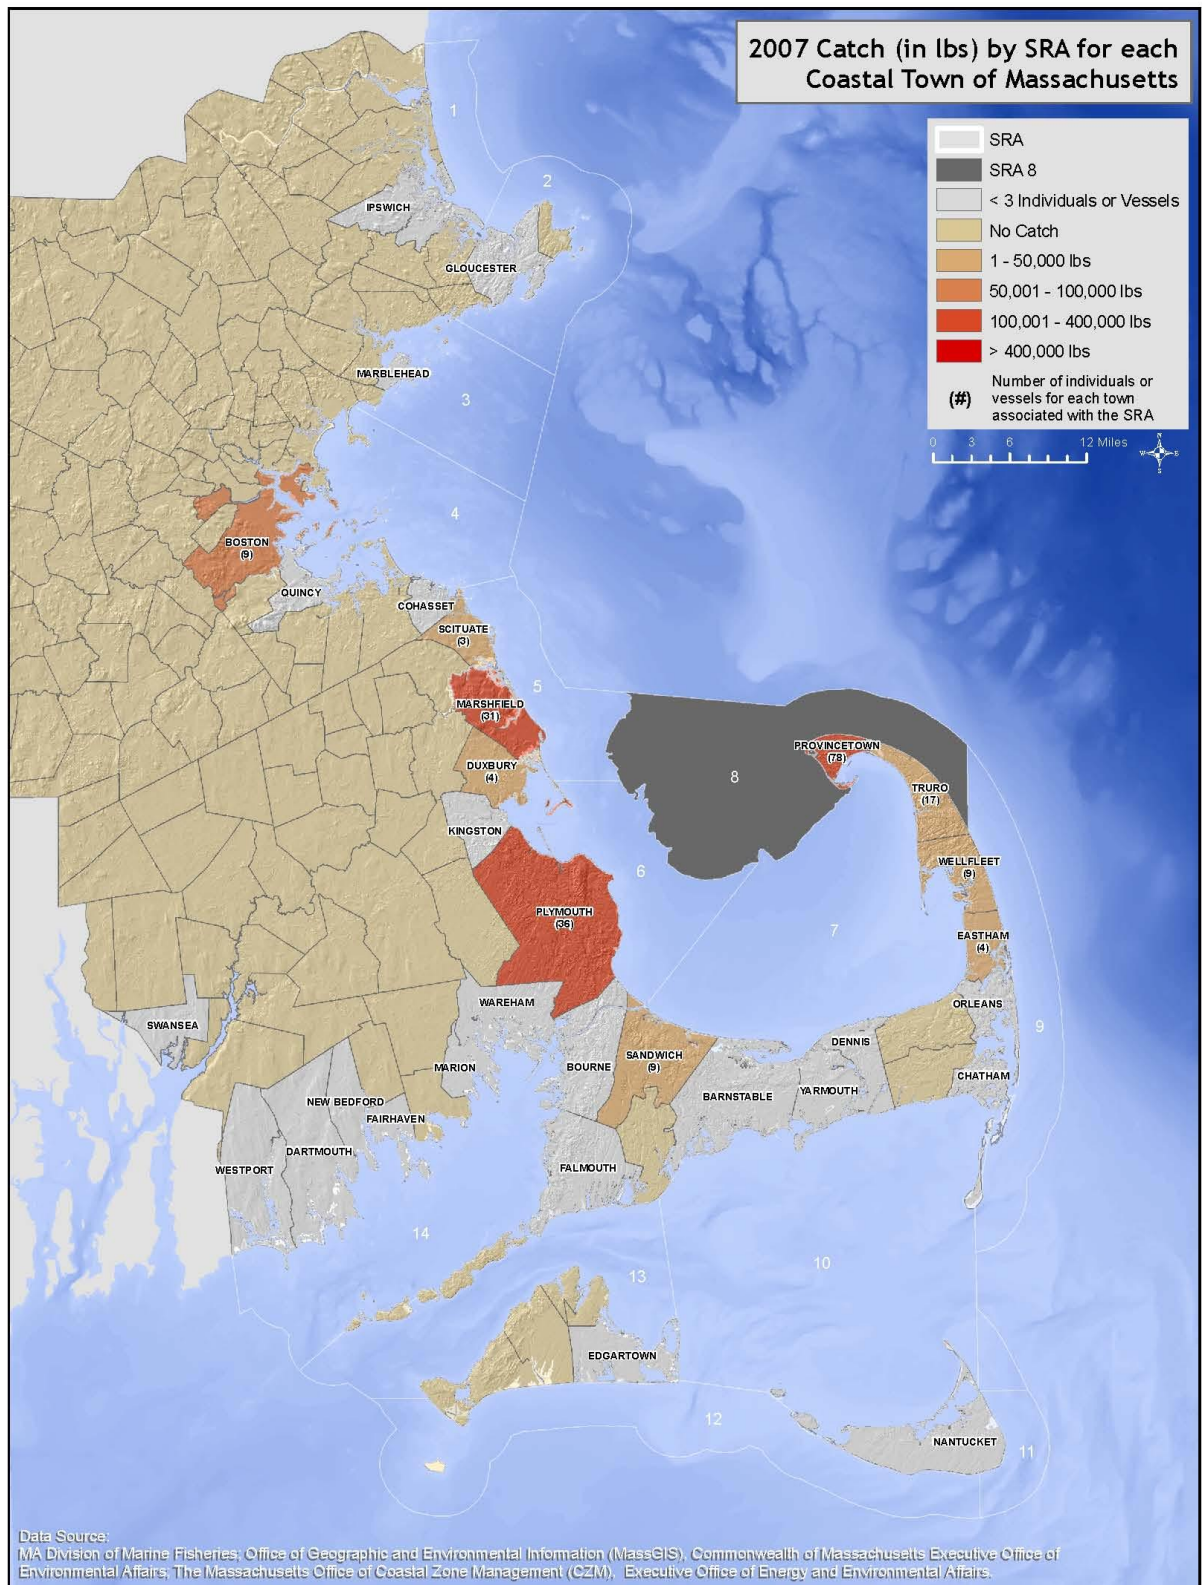 2007 Catch (in lbs) by SRA for each
Coastal Town of Massachusetts
SRA
SRA 8
< 3 Individuals or Vessels
No Catch
1 - 50,000 lbs
50,001 - 100,000 lbs
100,001 - 400,000 lbs
> 400,000 lbs
(#)
Number of individuals or
vessels for each town
associated with the SRA
0 3 6 12 Miles
N
W E
S
1
2
IPSWICH
GLOUCESTER
MARBLEHEAD
3
4
BOSTON
(9)
QUINCY
COHASSET
SCITUATE
(3)
5
MARSHFIELD
(31)
PROVINCETOWN
(78)
DUXBURY
(4)
8
TRURO
(17)
KINGSTON
6
WELLFLEET
(9)
PLYMOUTH
(36)
7
EASTHAM
(4)
WAREHAM
ORLEANS
SWANSEA
9
DENNIS
SANDWICH
(9)
MARION
BOURNE
CHATHAM
YARMOUTH
BARNSTABLE
NEW BEDFORD
FAIRHAVEN
DARTMOUTH
WESTPORT
FALMOUTH
14
10
13
EDGARTOWN
12
NANTUCKET
11
Data Source:
MA Division of Marine Fisheries; Office of Geographic and Environmental Information (MassGIS), Commonwealth of Massachusetts Executive Office of
Environmental Affairs; The Massachusetts Office of Coastal Zone Management (CZM), Executive Office of Energy and Environmental Affairs.